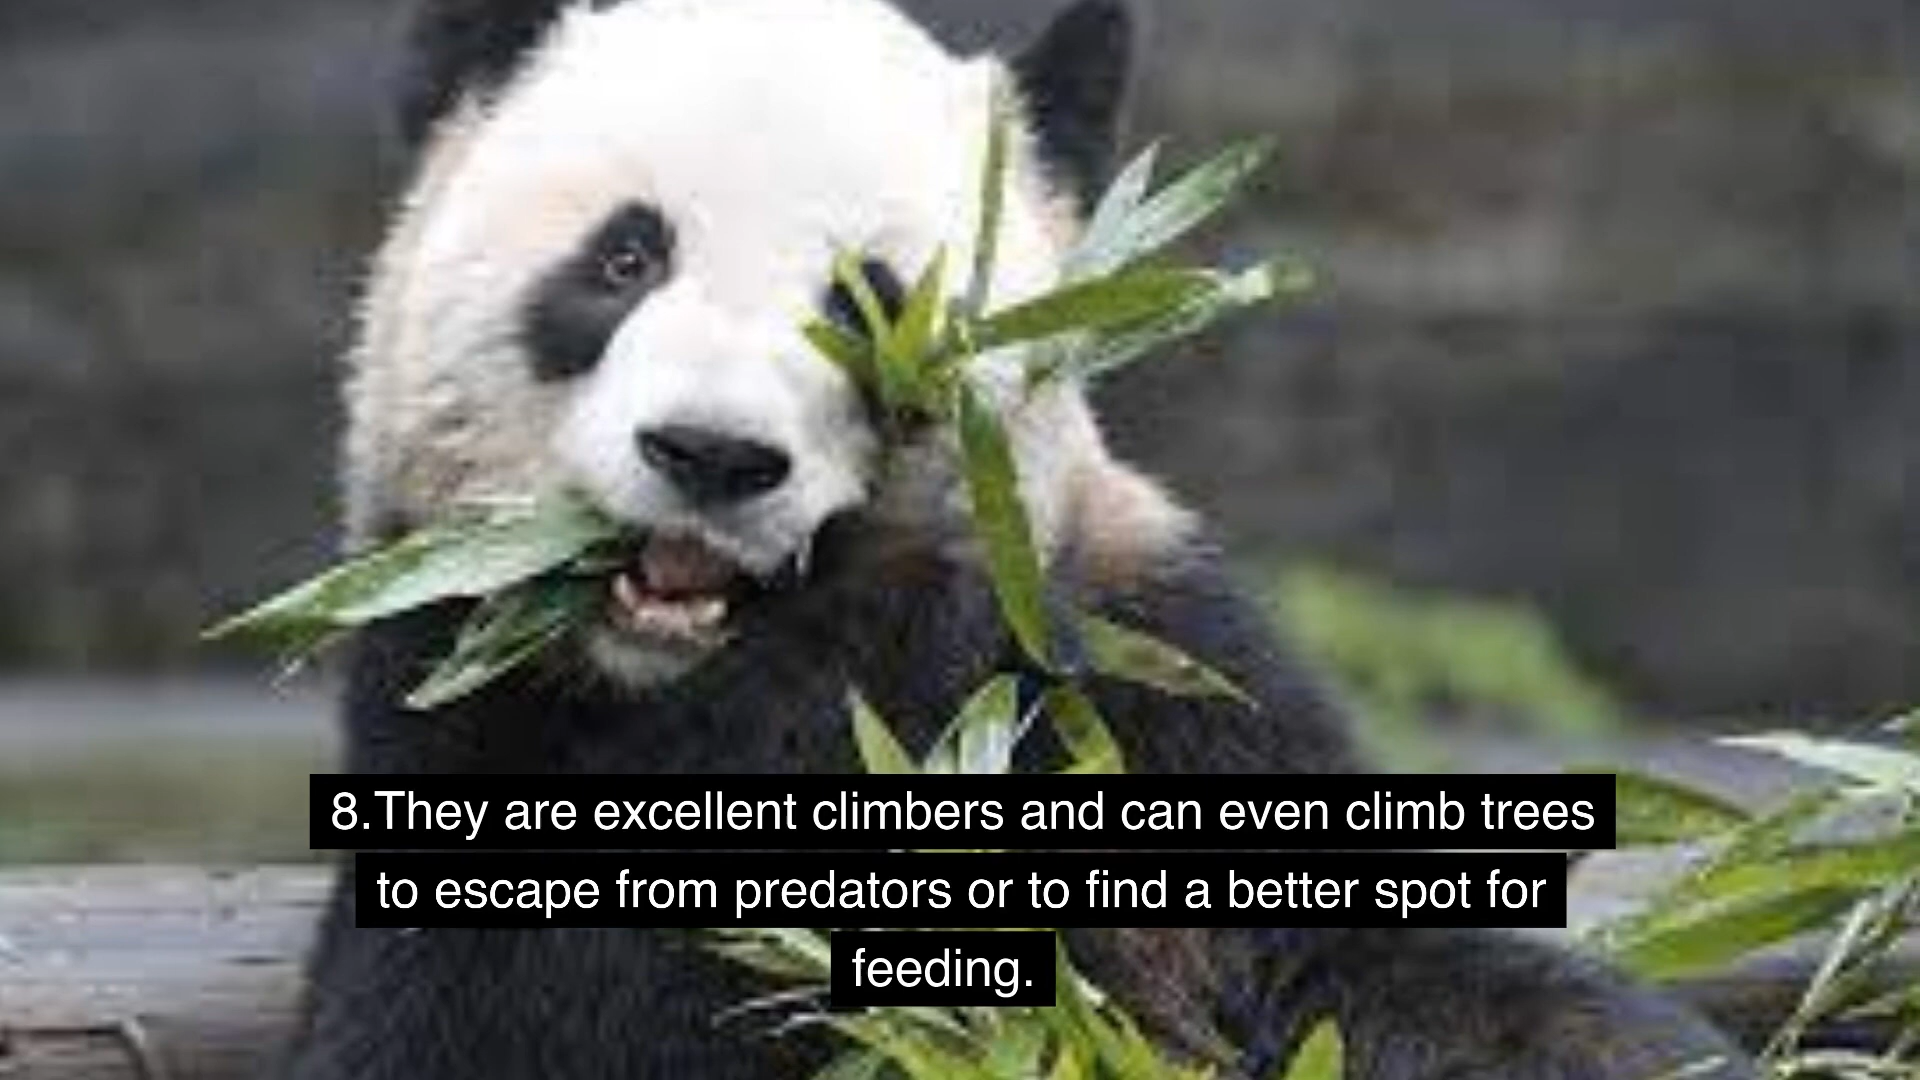 8.They are excellent climbers and can even climb trees
to escape from predators or to find a better spot for
feeding.